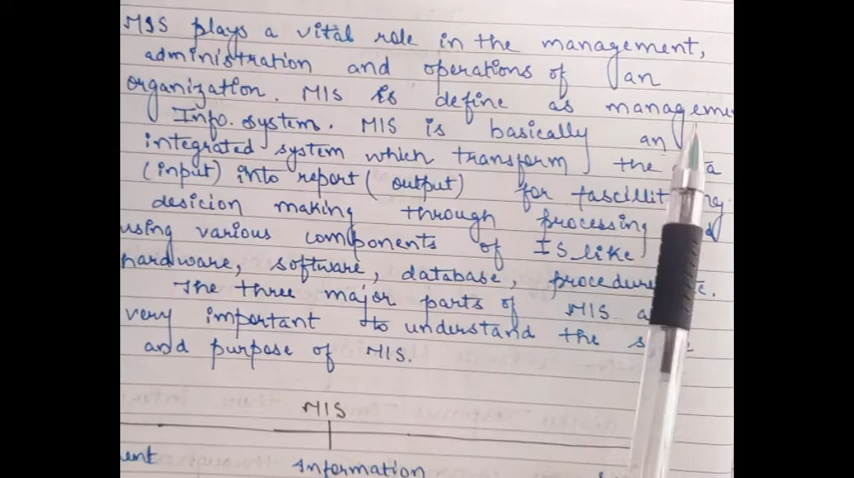 MIS plays a vital role in the management,
administration and operations of an
organization. MIS is define as manageme
Info. system. MIS is basically an
integrated system which transform the
(input) into report (output) for
desicion making through processing
using various components of IS like
hardware, software, database,
The three major parts of MIS
very important to understand the
and purpose of MIS.
MIS
Information